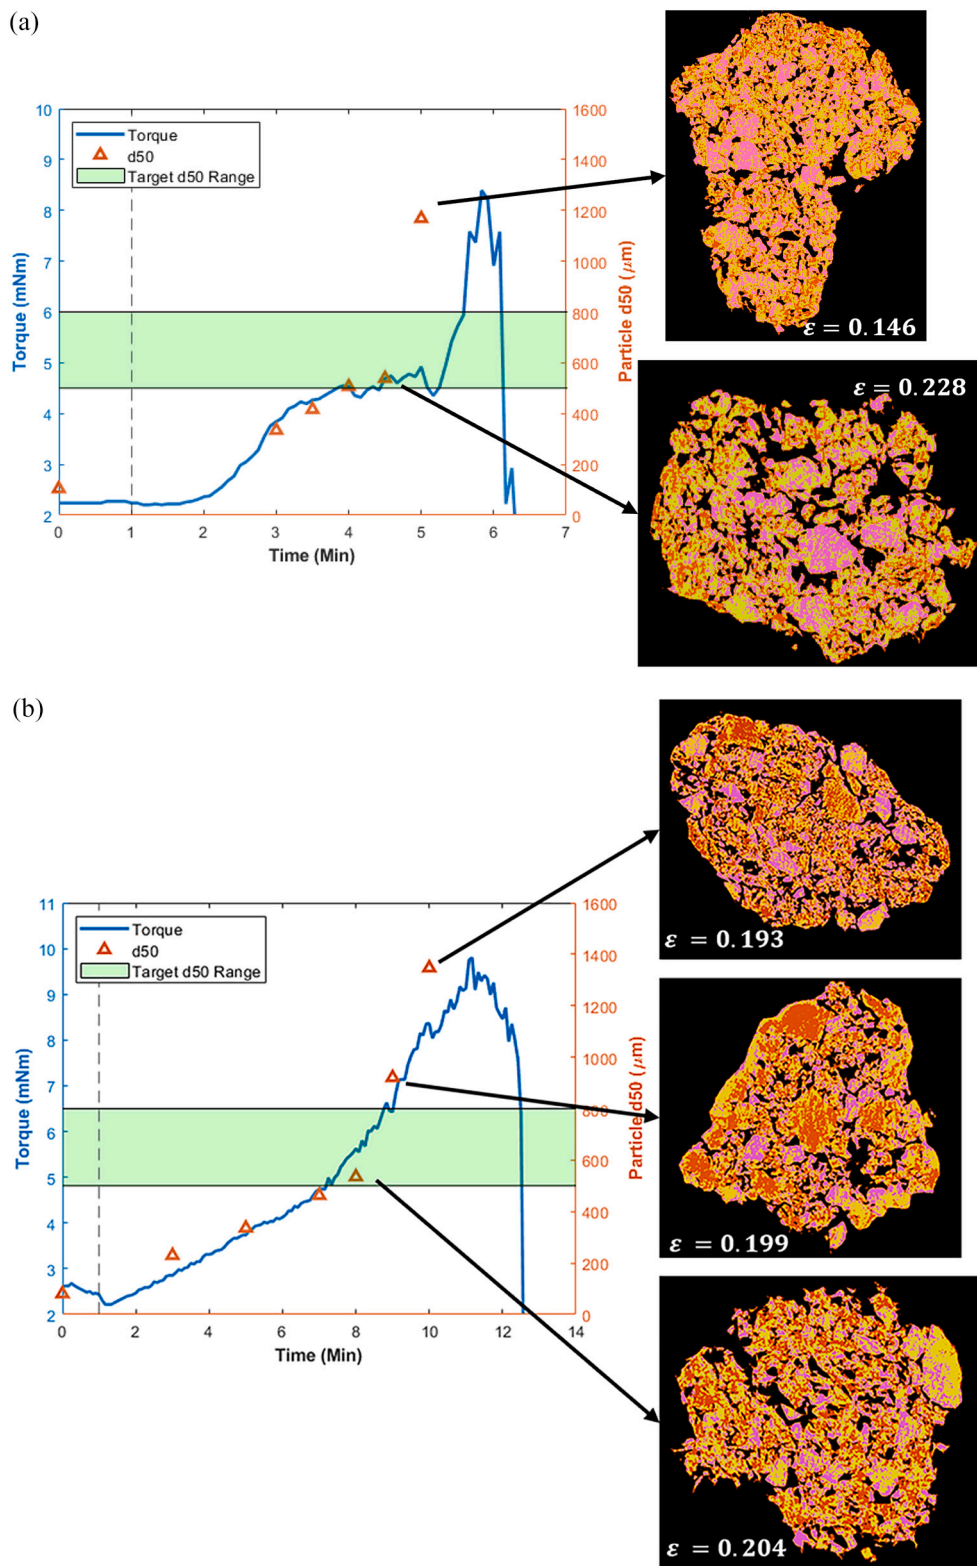 (a)
10
9
8
7
6
5
4
3
2
Torque (mNm)
Torque
d50
Target d50 Range
1600
1400
1200
1000
800
600
400
200
0
Particle d50 (μm)
0 1 2 3 4 5 6 7
Time (Min)
ε = 0.146
ε = 0.228
(b)
11
10
9
8
7
6
5
4
3
2
Torque (mNm)
Torque
d50
Target d50 Range
1600
1400
1200
1000
800
600
400
200
0
Particle d50 (μm)
0 2 4 6 8 10 12 14
Time (Min)
ε = 0.193
ε = 0.199
ε = 0.204